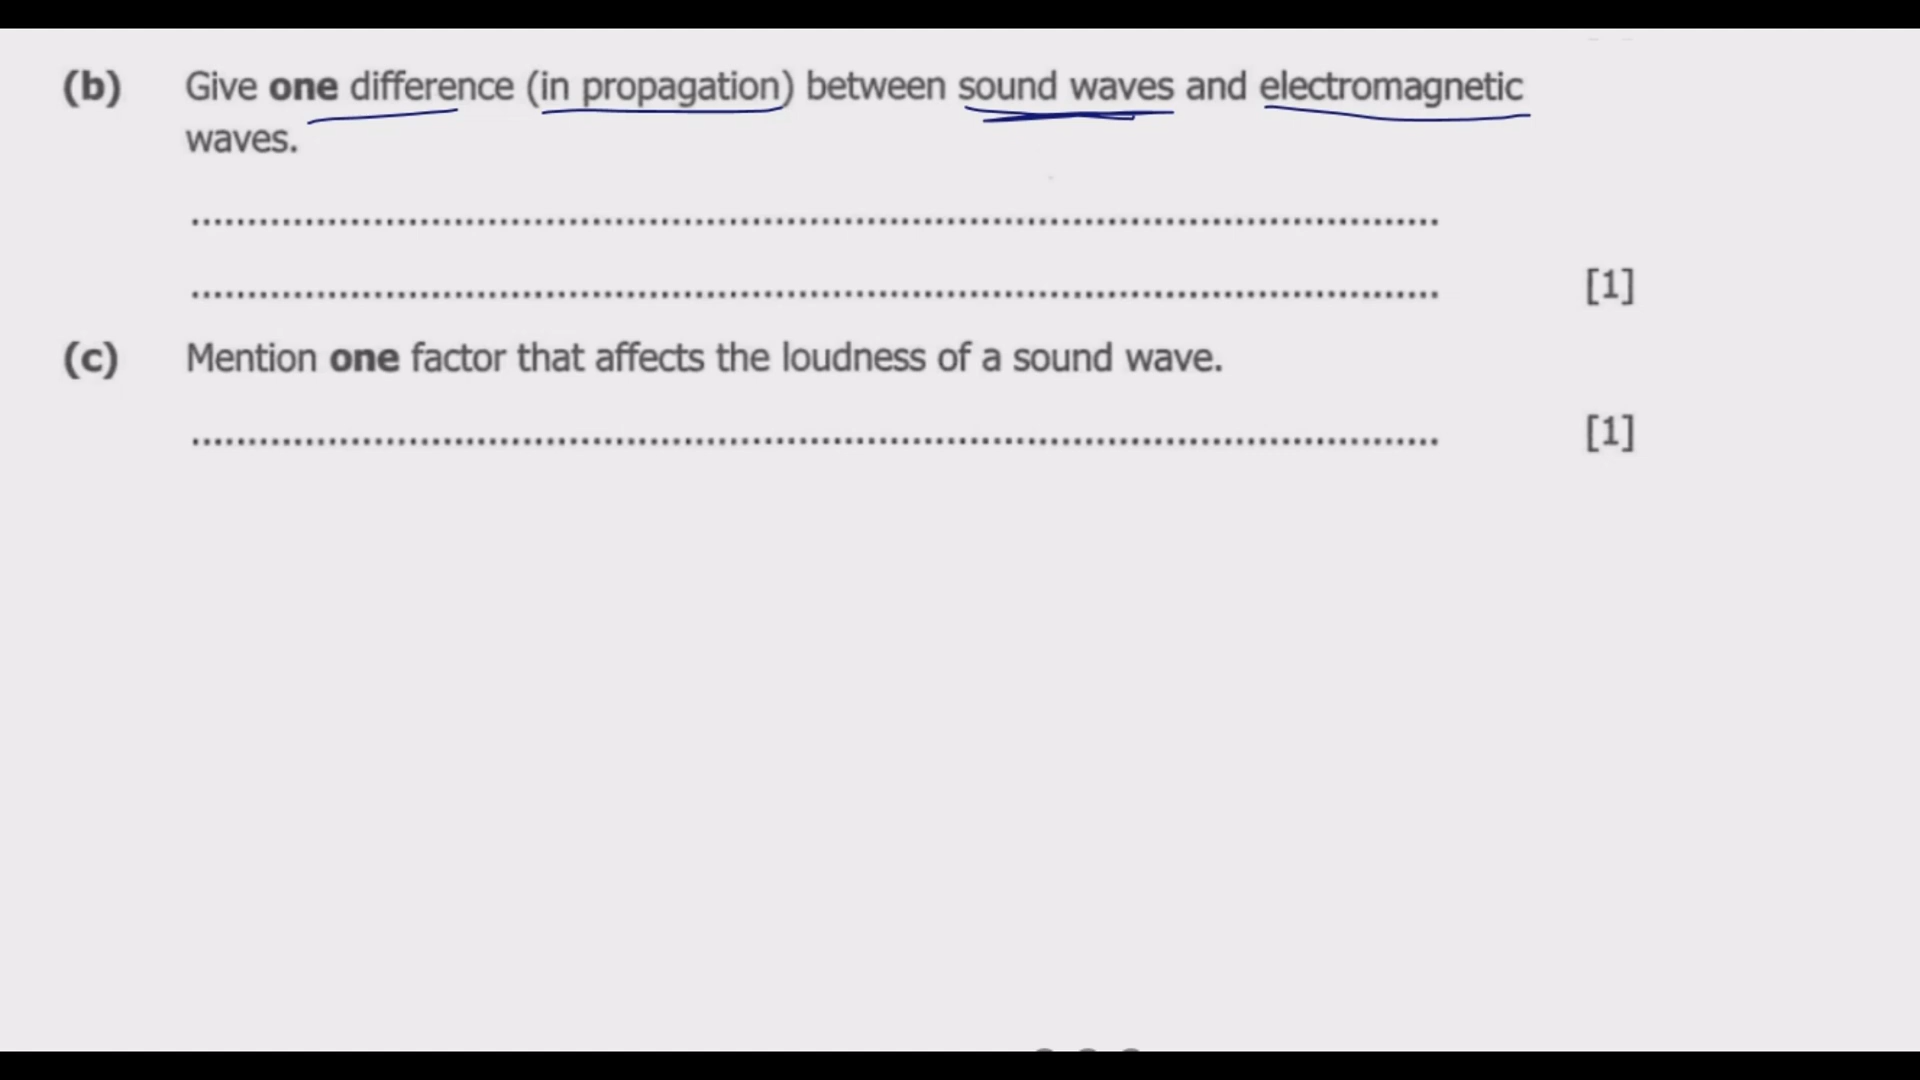 (b) Give one difference (in propagation) between sound waves and electromagnetic
waves.
................................................................
................................................................ [1]
(c) Mention one factor that affects the loudness of a sound wave.
................................................................ [1]